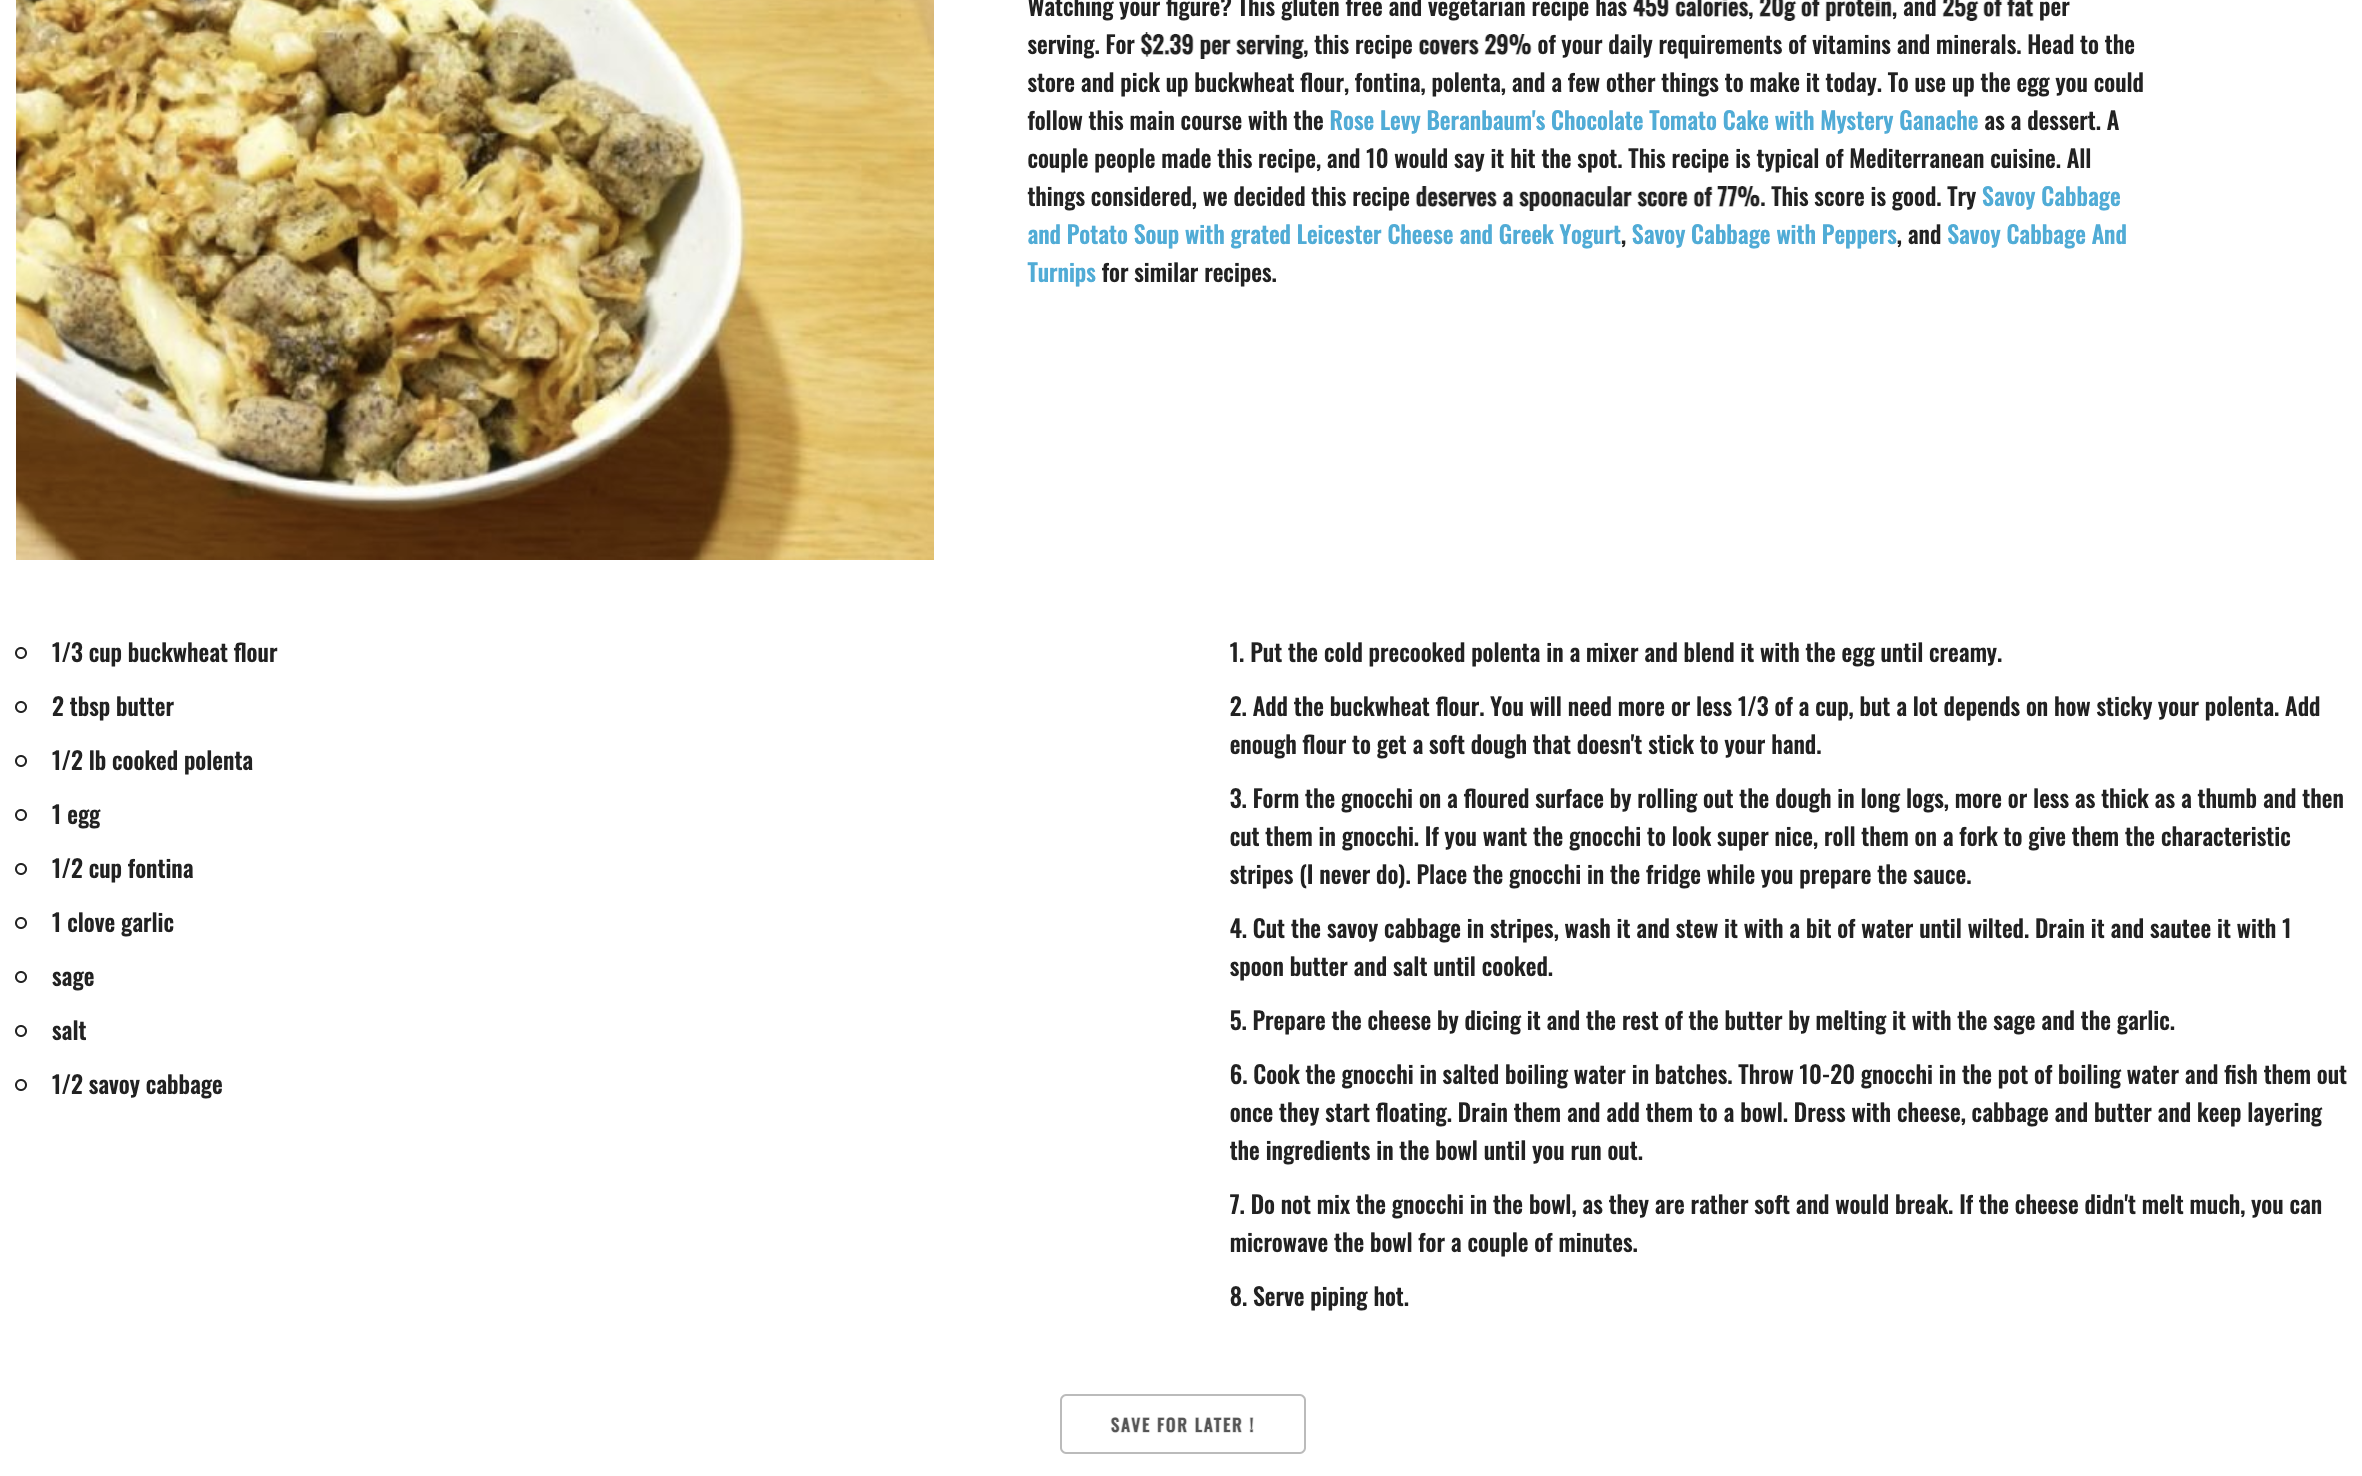 Watching your figure? This gluten free and vegetarian recipe has 459 calories, 20g of protein, and 25g of fat per
serving. For $2.39 per serving, this recipe covers 29% of your daily requirements of vitamins and minerals. Head to the
store and pick up buckwheat flour, fontina, polenta, and a few other things to make it today. To use up the egg you could
follow this main course with the Rose Levy Beranbaum's Chocolate Tomato Cake with Mystery Ganache as a dessert. A
couple people made this recipe, and 10 would say it hit the spot. This recipe is typical of Mediterranean cuisine. All
things considered, we decided this recipe deserves a spoonacular score of 77%. This score is good. Try Savoy Cabbage
and Potato Soup with grated Leicester Cheese and Greek Yogurt, Savoy Cabbage with Peppers, and Savoy Cabbage And
Turnips for similar recipes.
1/3 cup buckwheat flour
2 tbsp butter
1/2 lb cooked polenta
1 egg
1/2 cup fontina
1 clove garlic
sage
salt
1/2 savoy cabbage
1. Put the cold precooked polenta in a mixer and blend it with the egg until creamy.
2. Add the buckwheat flour. You will need more or less 1/3 of a cup, but a lot depends on how sticky your polenta. Add
enough flour to get a soft dough that doesn't stick to your hand.
3. Form the gnocchi on a floured surface by rolling out the dough in long logs, more or less as thick as a thumb and then
cut them in gnocchi. If you want the gnocchi to look super nice, roll them on a fork to give them the characteristic
stripes (I never do). Place the gnocchi in the fridge while you prepare the sauce.
4. Cut the savoy cabbage in stripes, wash it and stew it with a bit of water until wilted. Drain it and sautee it with 1
spoon butter and salt until cooked.
5. Prepare the cheese by dicing it and the rest of the butter by melting it with the sage and the garlic.
6. Cook the gnocchi in salted boiling water in batches. Throw 10-20 gnocchi in the pot of boiling water and fish them out
once they start floating. Drain them and add them to a bowl. Dress with cheese, cabbage and butter and keep layering
the ingredients in the bowl until you run out.
7. Do not mix the gnocchi in the bowl, as they are rather soft and would break. If the cheese didn't melt much, you can
microwave the bowl for a couple of minutes.
8. Serve piping hot.
SAVE FOR LATER !